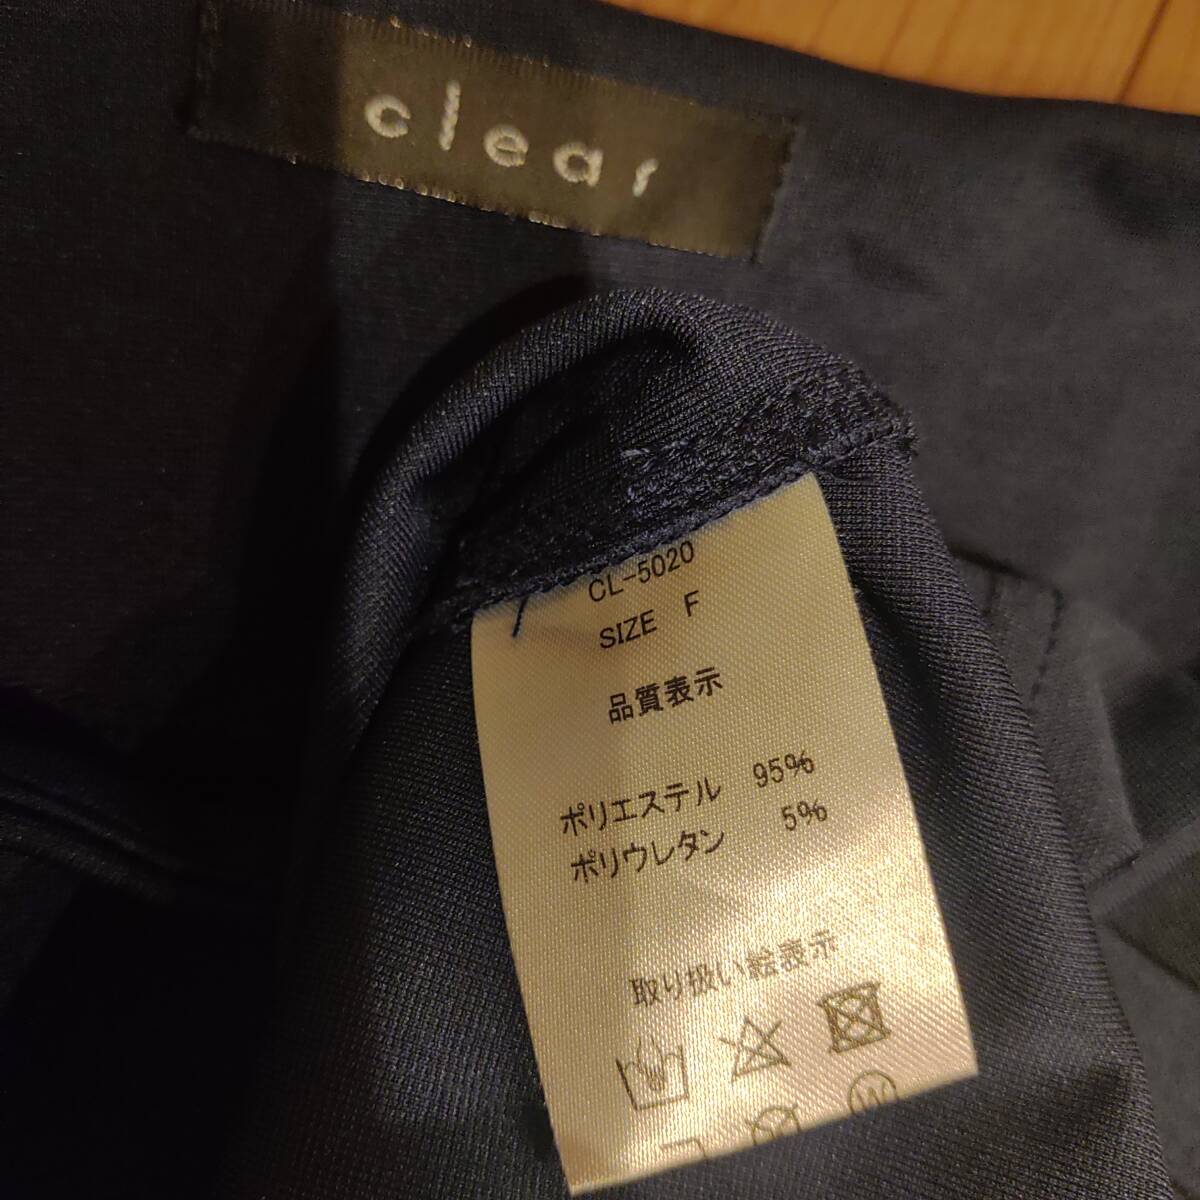 clear
CL-5020
SIZE F
品質表示
ポリエステル 95%
ポリウレタン 5%
取り扱い絵表示
W